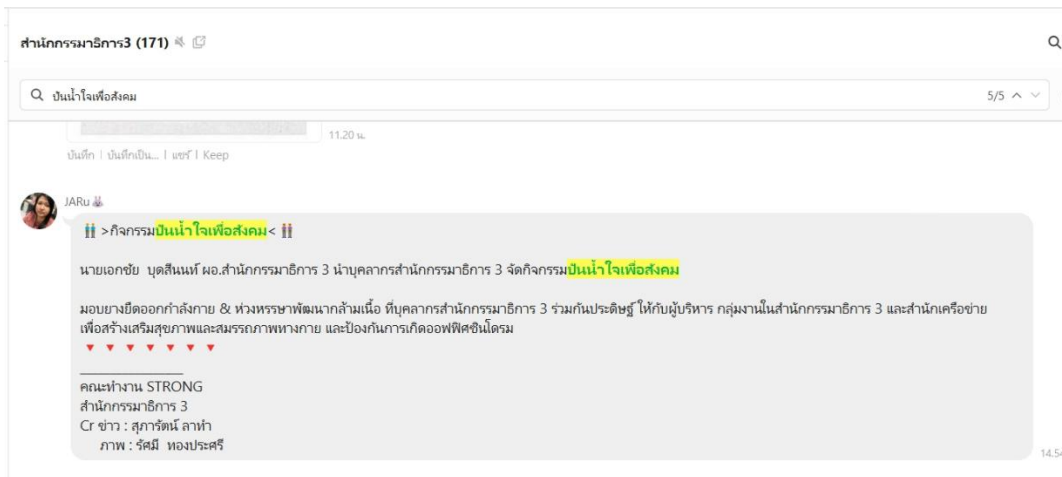 สำนักกรรมาธิการ3 (171)
ปันน้ำใจเพื่อสังคม 5/5
11.20 น.
บันทึก | บันทึกเป็น... | แชร์ | Keep
JARu
>กิจกรรมปันน้ำใจเพื่อสังคม<
นายเอกชัย บุดสีนนท์ ผอ.สำนักกรรมาธิการ 3 นำบุคลากรสำนักกรรมาธิการ 3 จัดกิจกรรมปันน้ำใจเพื่อสังคม
มอบยางยืดออกกำลังกาย & ห่วงหรรษาพัฒนากล้ามเนื้อ ที่บุคลากรสำนักกรรมาธิการ 3 ร่วมกันประดิษฐ์ ให้กับผู้บริหาร กลุ่มงานในสำนักกรรมาธิการ 3 และสำนักเครือข่าย
เพื่อสร้างเสริมสุขภาพและสมรรถภาพทางกาย และป้องกันการเกิดออฟฟิศซินโดรม
คณะทำงาน STRONG
สำนักกรรมาธิการ 3
Cr ข่าว : สุภารัตน์ ลาทำ
ภาพ : รัศมี ทองประศรี
14.54